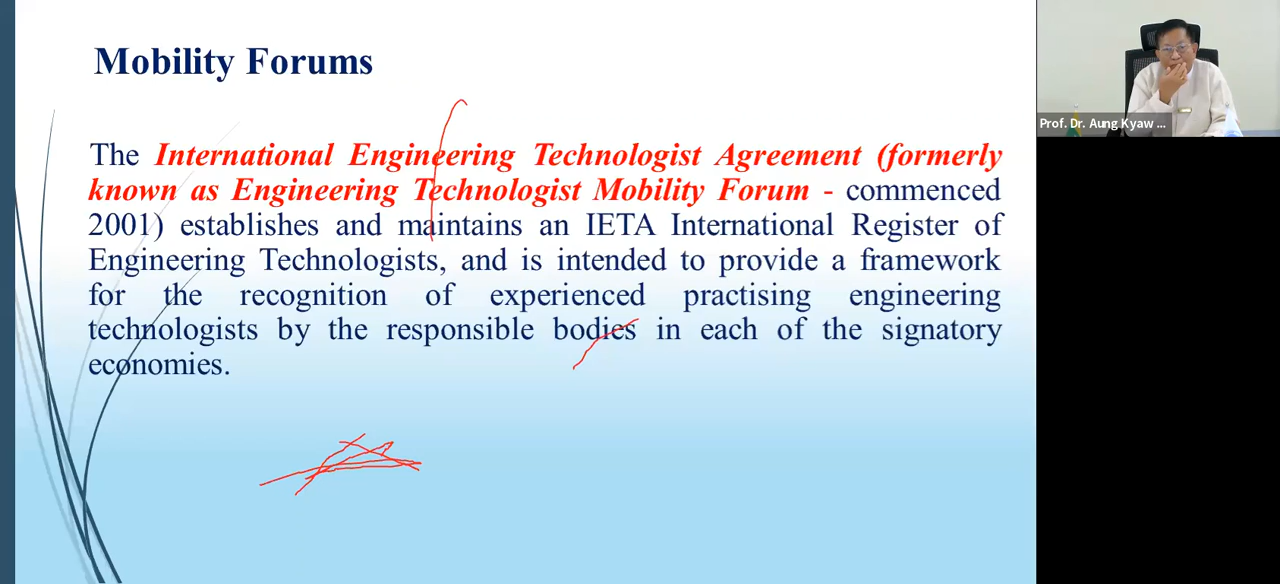 Mobility Forums
The International Engineering Technologist Agreement (formerly
known as Engineering Technologist Mobility Forum - commenced
2001) establishes and maintains an IETA International Register of
Engineering Technologists, and is intended to provide a framework
for the recognition of experienced practising engineering
technologists by the responsible bodies in each of the signatory
economies.
Prof. Dr. Aung Kyaw ...